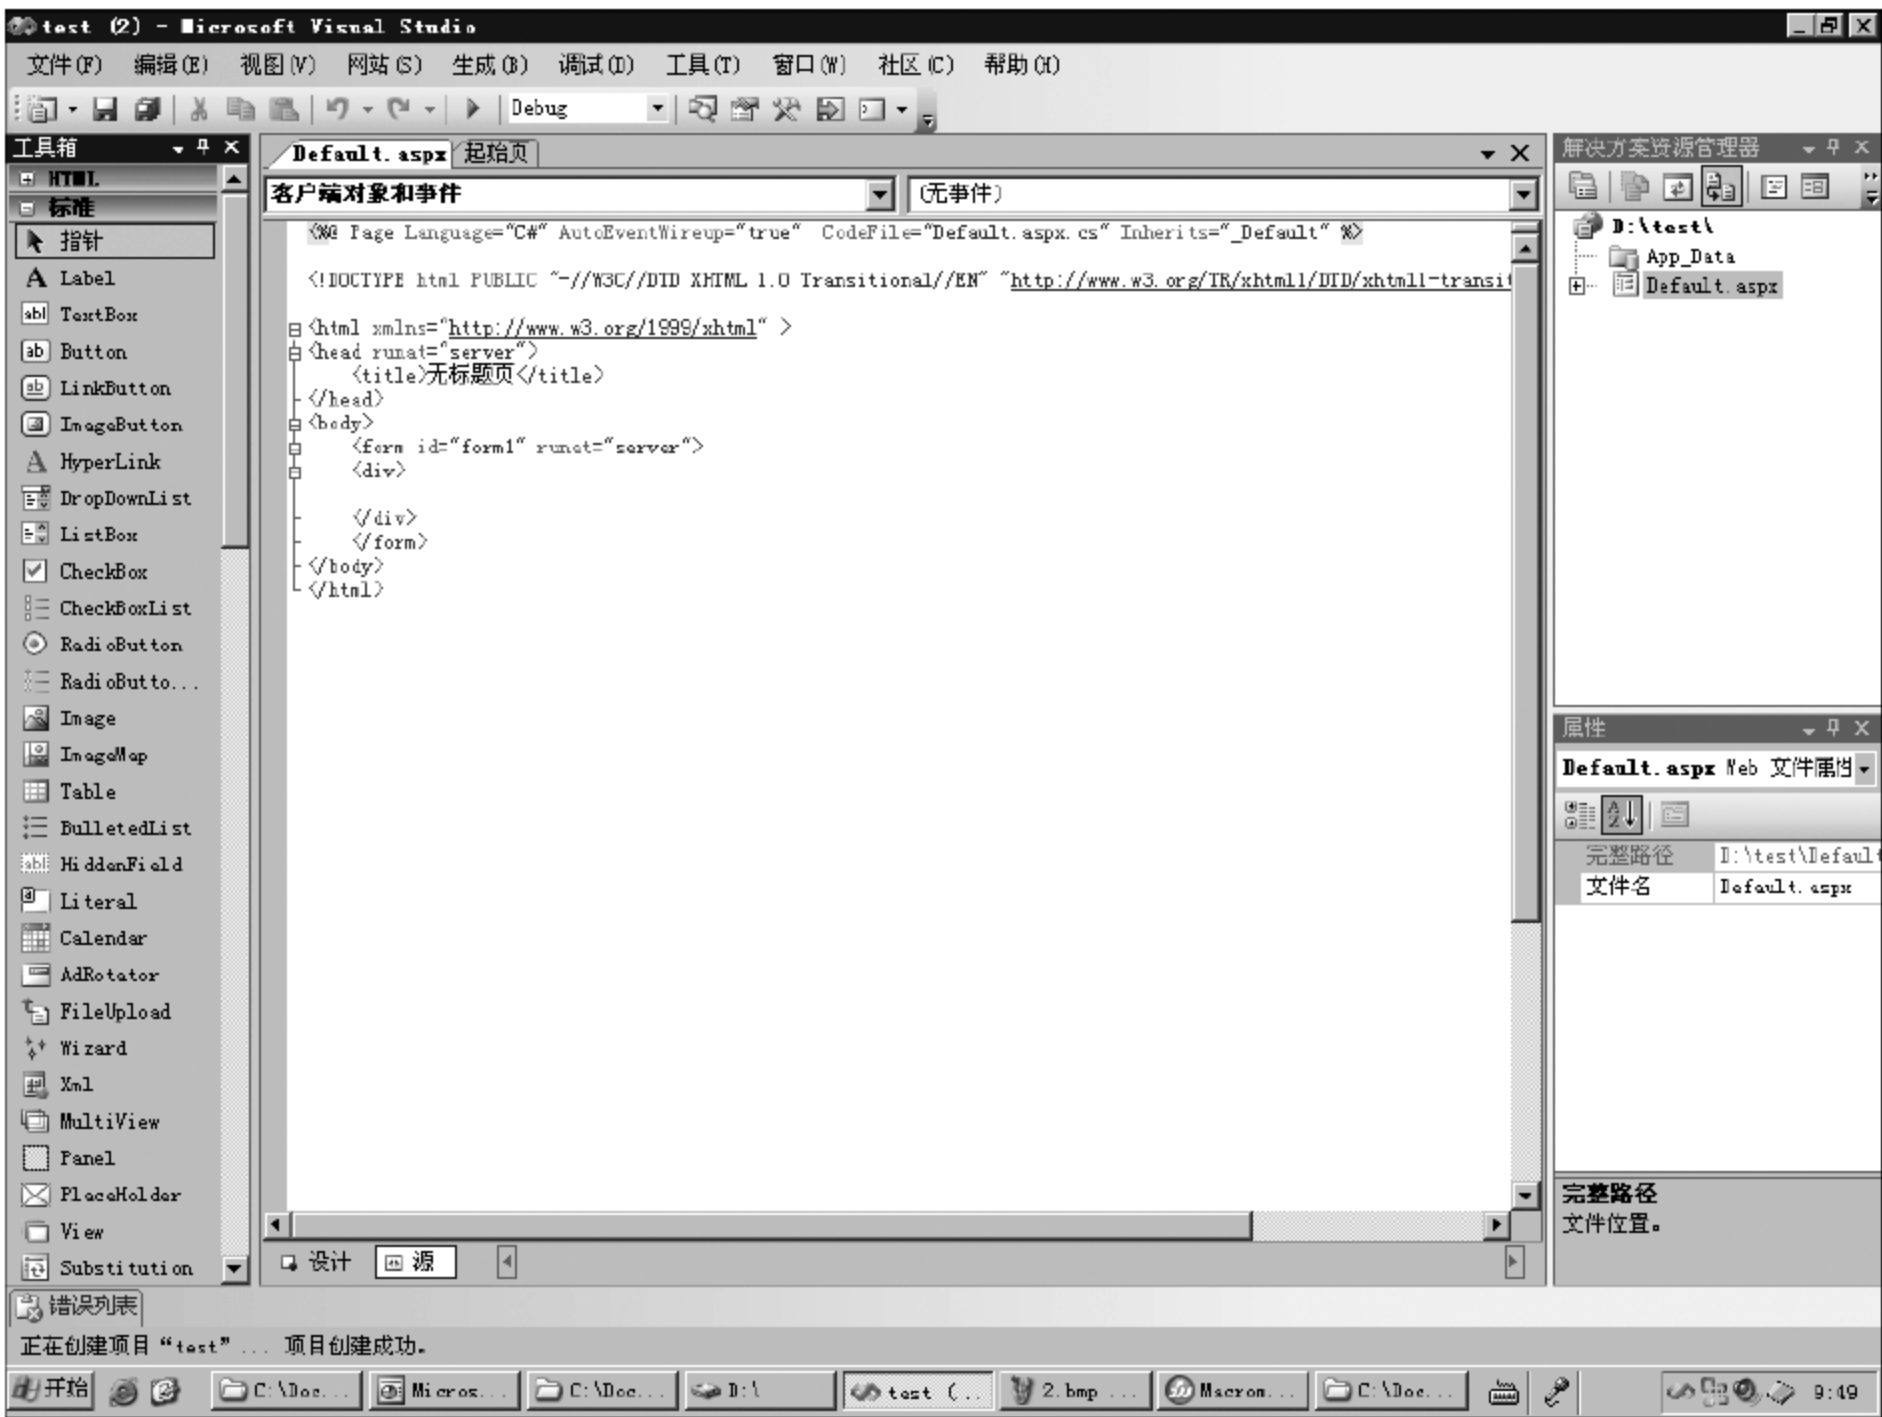 test (2) - Microsoft Visual Studio
文件(F) 编辑(E) 视图(V) 网站(S) 生成(B) 调试(D) 工具(T) 窗口(W) 社区(C) 帮助(H)
Debug
工具箱
HTML
标准
指针
Label
TextBox
Button
LinkButton
ImageButton
HyperLink
DropDownList
ListBox
CheckBox
CheckBoxList
RadioButton
RadioButto...
Image
ImageMap
Table
BulletedList
HiddenField
Literal
Calendar
AdRotator
FileUpload
Wizard
Xml
MultiView
Panel
PlaceHolder
View
Substitution
Default.aspx 起始页
客户端对象和事件 (无事件)
<%@ Page Language="C#" AutoEventWireup="true"  CodeFile="Default.aspx.cs" Inherits="_Default" %>
<!DOCTYPE html PUBLIC "-//W3C//DTD XHTML 1.0 Transitional//EN" "http://www.w3.org/TR/xhtml1/DTD/xhtml1-transit
<html xmlns="http://www.w3.org/1999/xhtml" >
<head runat="server">
<title>无标题页</title>
</head>
<body>
<form id="form1" runat="server">
<div>
</div>
</form>
</body>
</html>
设计 源
解决方案资源管理器
D:\test\
App_Data
Default.aspx
属性
Default.aspx Web 文件属性
完整路径 D:\test\Default
文件名 Default.aspx
完整路径
文件位置。
错误列表
正在创建项目“test”... 项目创建成功。
开始 C:\Doc... Micros... C:\Doc... D:\ test (.. 2.bmp ... Macrom... C:\Doc... 9:49